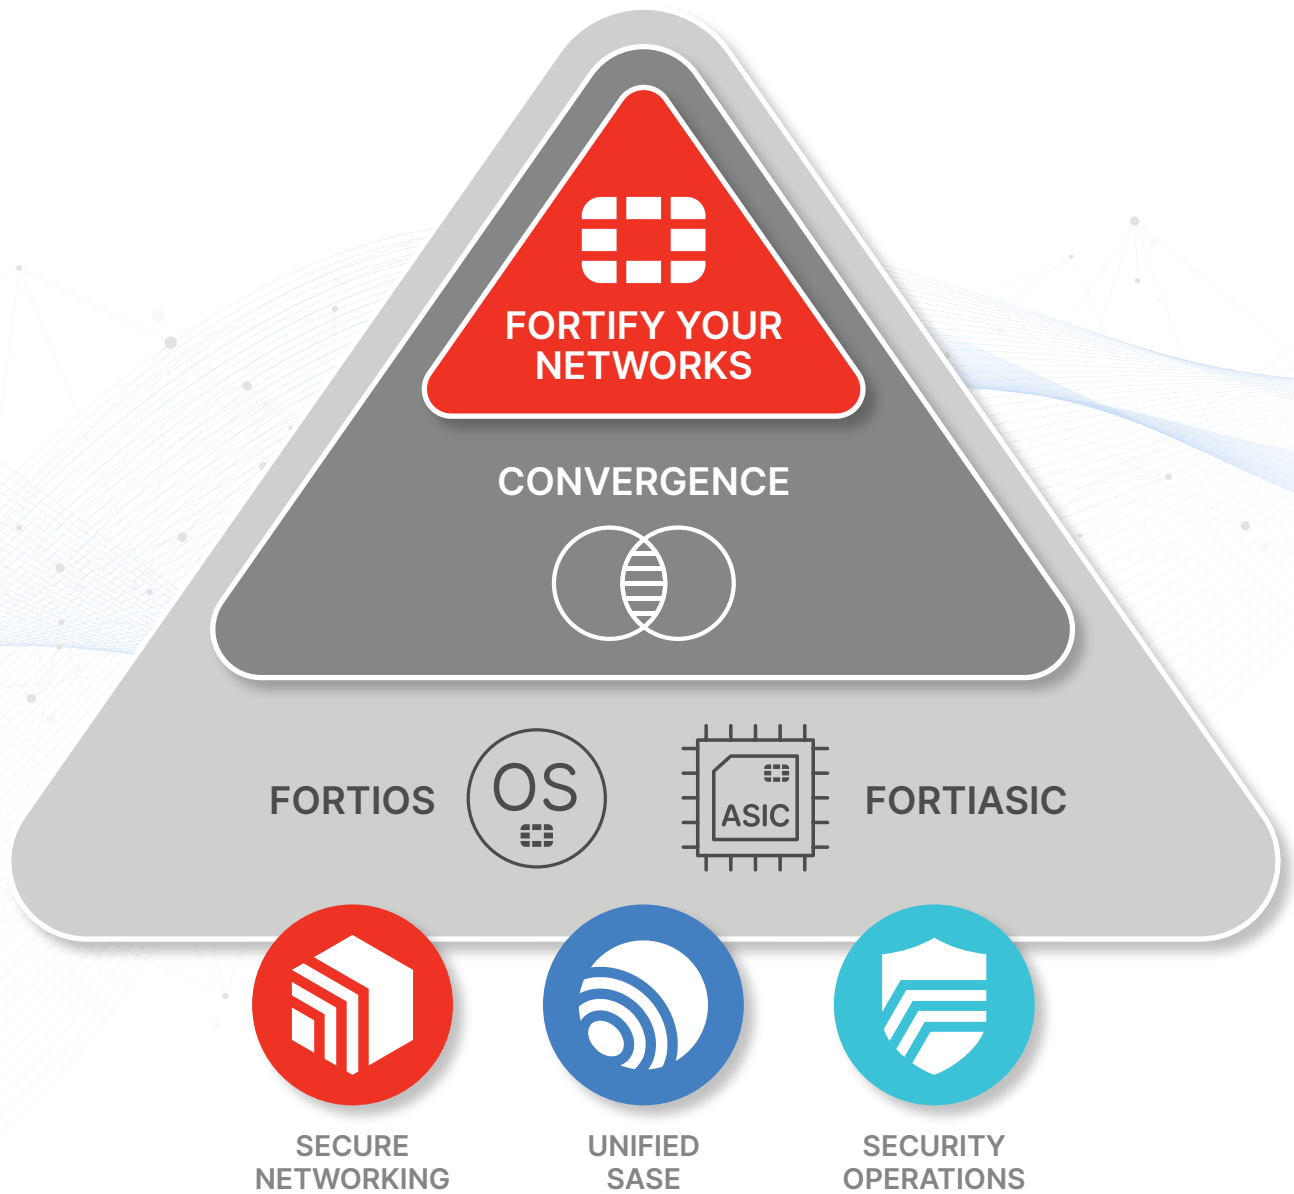 FORTIFY YOUR
NETWORKS
CONVERGENCE
FORTIOS
OS
ASIC
FORTIASIC
SECURE
NETWORKING
UNIFIED
SASE
SECURITY
OPERATIONS